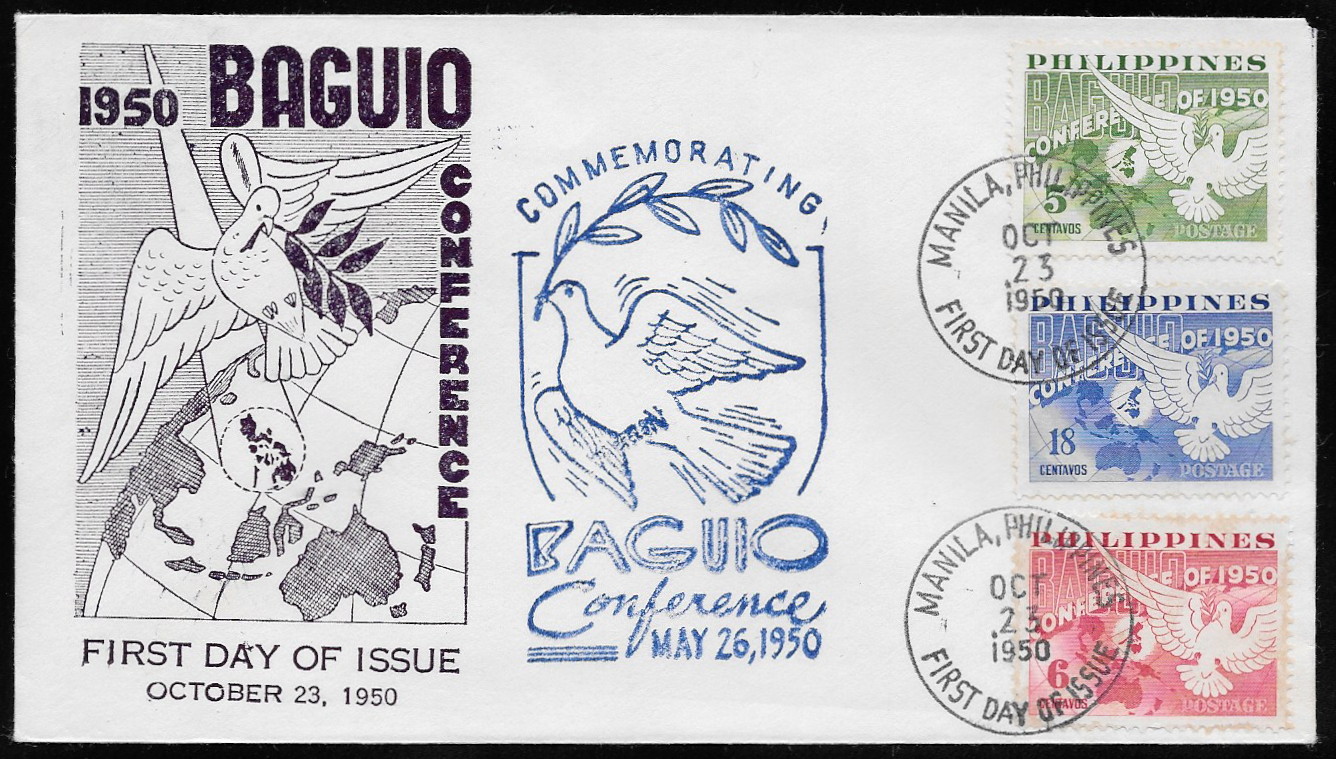 1950 BAGUIO
CONFERENCE
FIRST DAY OF ISSUE
OCTOBER 23, 1950
COMMEMORATING
BAGUIO
Conference
MAY 26, 1950
PHILIPPINES
BAGUIO
CONFERENCE OF 1950
5
CENTAVOS
POSTAGE
MANILA, PHILIPPINES
OCT
23
1950
FIRST DAY OF ISSUE
PHILIPPINES
BAGUIO
CONFERENCE OF 1950
18
CENTAVOS
POSTAGE
PHILIPPINES
BAGUIO
CONFERENCE OF 1950
6
CENTAVOS
POSTAGE
MANILA, PHILIPPINES
OCT
23
1950
FIRST DAY OF ISSUE